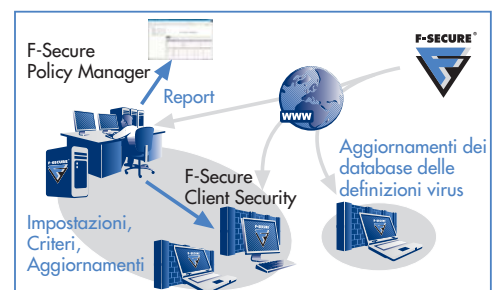 F-Secure
Policy Manager
Report
F-SECURE®
www
Aggiornamenti dei
database delle
definizioni virus
F-Secure
Client Security
Impostazioni,
Criteri,
Aggiornamenti